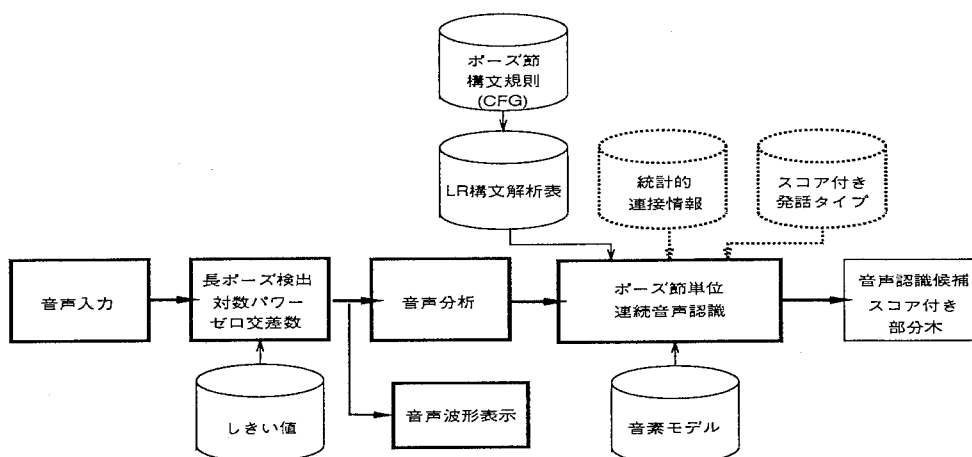 ポーズ節
構文規則
(CFG)
LR構文解析表
統計的
連接情報
スコア付き
発話タイプ
音声入力
長ポーズ検出
対数パワー
ゼロ交差数
音声分析
ポーズ節単位
連続音声認識
音声認識候補
スコア付き
部分木
しきい値
音声波形表示
音素モデル